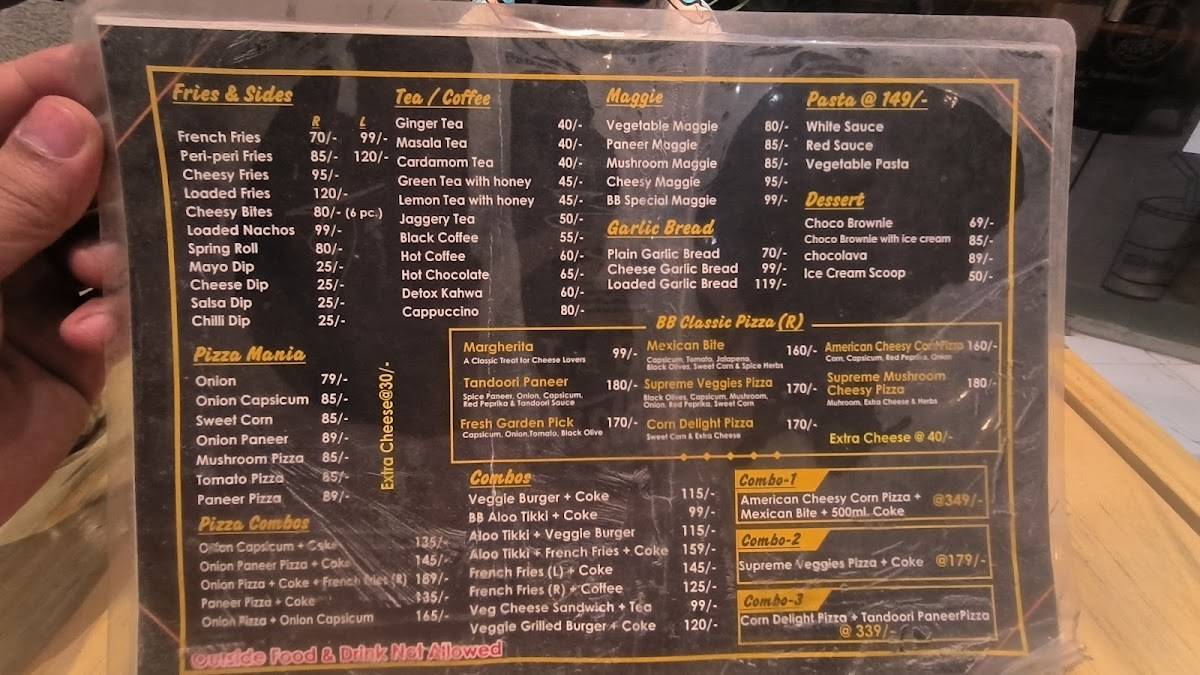 Fries & Sides
R L
French Fries 70/- 99/-
Peri-peri Fries 85/- 120/-
Cheesy Fries 95/-
Loaded Fries 120/-
Cheesy Bites 80/- (6 pc.)
Loaded Nachos 99/-
Spring Roll 80/-
Mayo Dip 25/-
Cheese Dip 25/-
Salsa Dip 25/-
Chilli Dip 25/-
Pizza Mania
Onion 79/-
Onion Capsicum 85/-
Sweet Corn 85/-
Onion Paneer 89/-
Mushroom Pizza 85/-
Tomato Pizza 85/-
Paneer Pizza 89/-
Extra Cheese@30/-
Pizza Combos
Onion Capsicum + Coke 135/-
Onion Paneer Pizza + Coke 145/-
Onion Pizza + Coke + French Fries (R) 189/-
Paneer Pizza + Coke 135/-
Onion Pizza + Onion Capsicum 165/-
Tea / Coffee
Ginger Tea 40/-
Masala Tea 40/-
Cardamom Tea 40/-
Green Tea with honey 45/-
Lemon Tea with honey 45/-
Jaggery Tea 50/-
Black Coffee 55/-
Hot Coffee 60/-
Hot Chocolate 65/-
Detox Kahwa 60/-
Cappuccino 80/-
Maggie
Vegetable Maggie 80/-
Paneer Maggie 85/-
Mushroom Maggie 85/-
Cheesy Maggie 95/-
BB Special Maggie 99/-
Garlic Bread
Plain Garlic Bread 70/-
Cheese Garlic Bread 99/-
Loaded Garlic Bread 119/-
Pasta @ 149/-
White Sauce
Red Sauce
Vegetable Pasta
Dessert
Choco Brownie 69/-
Choco Brownie with ice cream 85/-
chocolava 89/-
Ice Cream Scoop 50/-
BB Classic Pizza (R)
Margherita 99/-
A Classic Treat for Cheese Lovers
Tandoori Paneer 180/-
Spice Paneer, Onion, Capsicum,
Red Peprika & Tandoori Sauce
Fresh Garden Pick 170/-
Capsicum, Onion,Tomato, Black Olive
Mexican Bite 160/-
Capsicum, Tomato, Jalapeno,
Black Olives, Sweet Corn & Spice Herbs
Supreme Veggies Pizza 170/-
Black Olives, Capsicum, Mushroom,
Onion, Red Peprika, Sweet Corn
Corn Delight Pizza 170/-
Sweet Corn & Extra Cheese
American Cheesy Corn Pizza 160/-
Corn, Capsicum, Red Peprika, Onion
Supreme Mushroom
Cheesy Pizza 180/-
Muhroom, Extra Cheese & Herbs
Extra Cheese @ 40/-
Combos
Veggie Burger + Coke 115/-
BB Aloo Tikki + Coke 99/-
Aloo Tikki + Veggie Burger 115/-
Aloo Tikki + French Fries + Coke 159/-
French Fries (L) + Coke 145/-
French Fries (R) + Coffee 125/-
Veg Cheese Sandwich + Tea 99/-
Veggie Grilled Burger + Coke 120/-
Combo-1
American Cheesy Corn Pizza +
Mexican Bite + 500ml. Coke @349/-
Combo-2
Supreme Veggies Pizza + Coke @179/-
Combo-3
Corn Delight Pizza + Tandoori PaneerPizza
@ 339/-
Outside Food & Drink Not Allowed